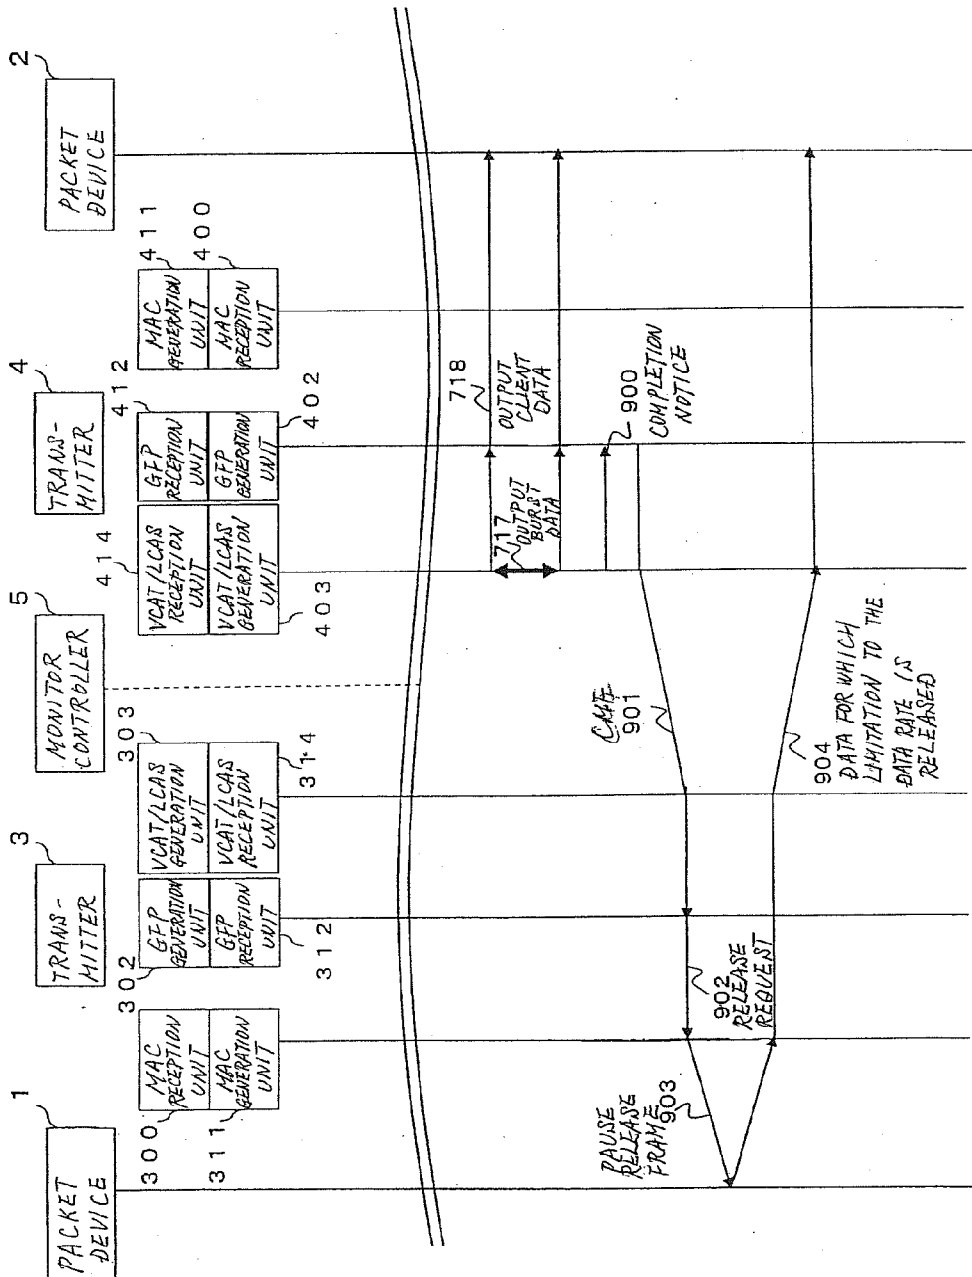 1
PACKET
DEVICE
3
TRANS-
MITTER
5
MONITOR
CONTROLLER
4
TRANS-
MITTER
2
PACKET
DEVICE
300
MAC
RECEPTION
UNIT
311
MAC
GENERATION
UNIT
302
GFP
GENERATION
UNIT
312
GFP
RECEPTION
UNIT
303
VCAT/LCAS
GENERATION
UNIT
314
VCAT/LCAS
RECEPTION
UNIT
414
VCAT/LCAS
RECEPTION
UNIT
403
VCAT/LCAS
GENERATION
UNIT
412
GFP
RECEPTION
UNIT
402
GFP
GENERATION
UNIT
411
MAC
GENERATION
UNIT
400
MAC
RECEPTION
UNIT
717
OUTPUT
BURST
DATA
718
OUTPUT
CLIENT
DATA
900
COMPLETION
NOTICE
901
902
RELEASE
REQUEST
PAUSE
RELEASE
FRAME
903
904
DATA FOR WHICH
LIMITATION TO THE
DATA RATE IS
RELEASED